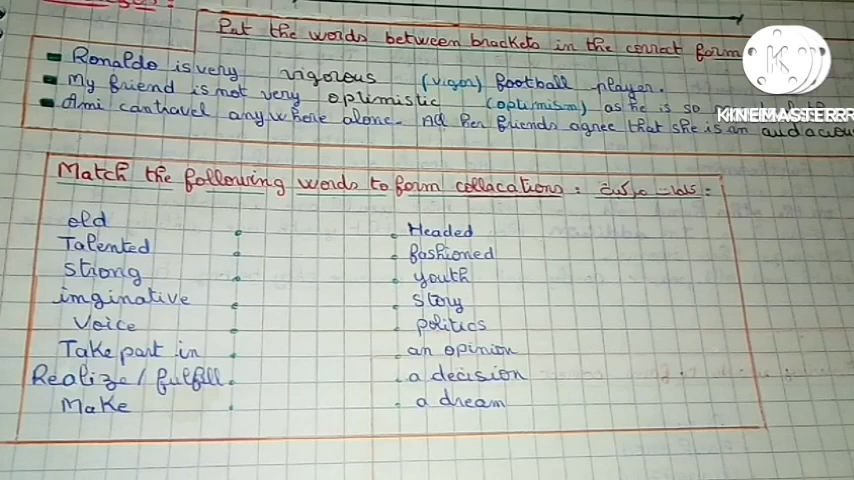 Put the words between brackets in the correct form
K
KINEMASTER
Ronaldo is very vigorous (vigor) football player.
My friend is not very optimistic (optimism) as he is so
Ami can travel anywhere alone. All her friends agree that she is an audacious
Match the following words to form collocations :
old . . Headed
Talented . . fashioned
strong . . youth
imginative . . story
Voice . . politics
Take part in . . an opinion
Realize / fulfill . . a decision
Make . . a dream